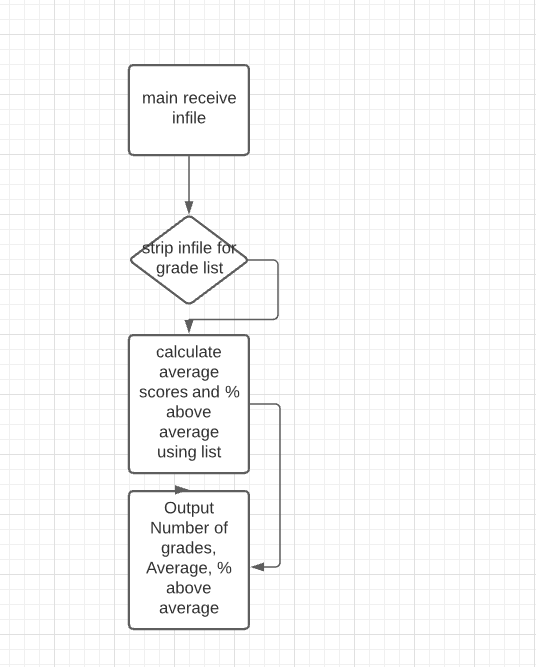 main receive
infile
strip infile for
grade list
calculate
average
scores and %
above
average
using list
Output
Number of
grades,
Average, %
above
average